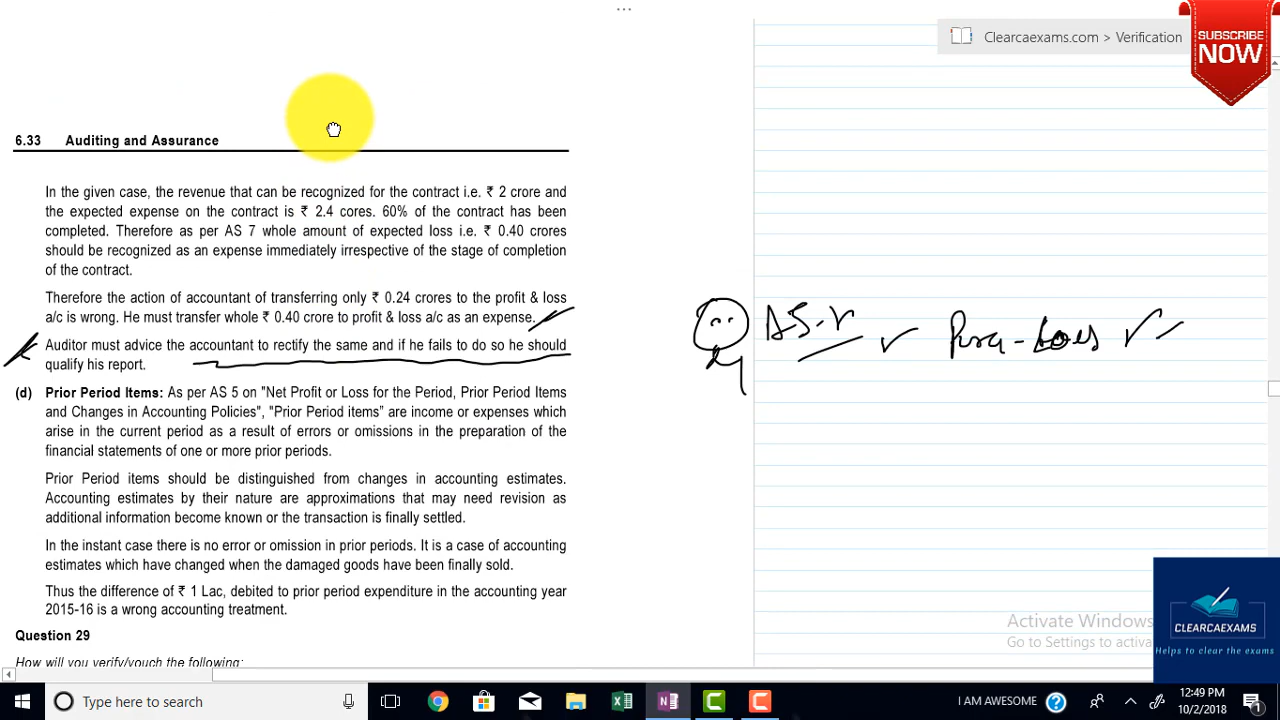 ...
Clearcaexams.com > Verification
SUBSCRIBE
NOW
6.33 Auditing and Assurance
In the given case, the revenue that can be recognized for the contract i.e. ₹ 2 crore and
the expected expense on the contract is ₹ 2.4 cores. 60% of the contract has been
completed. Therefore as per AS 7 whole amount of expected loss i.e. ₹ 0.40 crores
should be recognized as an expense immediately irrespective of the stage of completion
of the contract.
Therefore the action of accountant of transferring only ₹ 0.24 crores to the profit & loss
a/c is wrong. He must transfer whole ₹ 0.40 crore to profit & loss a/c as an expense.
Auditor must advice the accountant to rectify the same and if he fails to do so he should
qualify his report.
(d) Prior Period Items: As per AS 5 on "Net Profit or Loss for the Period, Prior Period Items
and Changes in Accounting Policies", "Prior Period items" are income or expenses which
arise in the current period as a result of errors or omissions in the preparation of the
financial statements of one or more prior periods.
Prior Period items should be distinguished from changes in accounting estimates.
Accounting estimates by their nature are approximations that may need revision as
additional information become known or the transaction is finally settled.
In the instant case there is no error or omission in prior periods. It is a case of accounting
estimates which have changed when the damaged goods have been finally sold.
Thus the difference of ₹ 1 Lac, debited to prior period expenditure in the accounting year
2015-16 is a wrong accounting treatment.
Question 29
How will you verify/vouch the following:
Activate Windows
Go to Settings to activa
CLEARCAEXAMS
Helps to clear the exams
Type here to search
I AM AWESOME
12:49 PM
10/2/2018
1